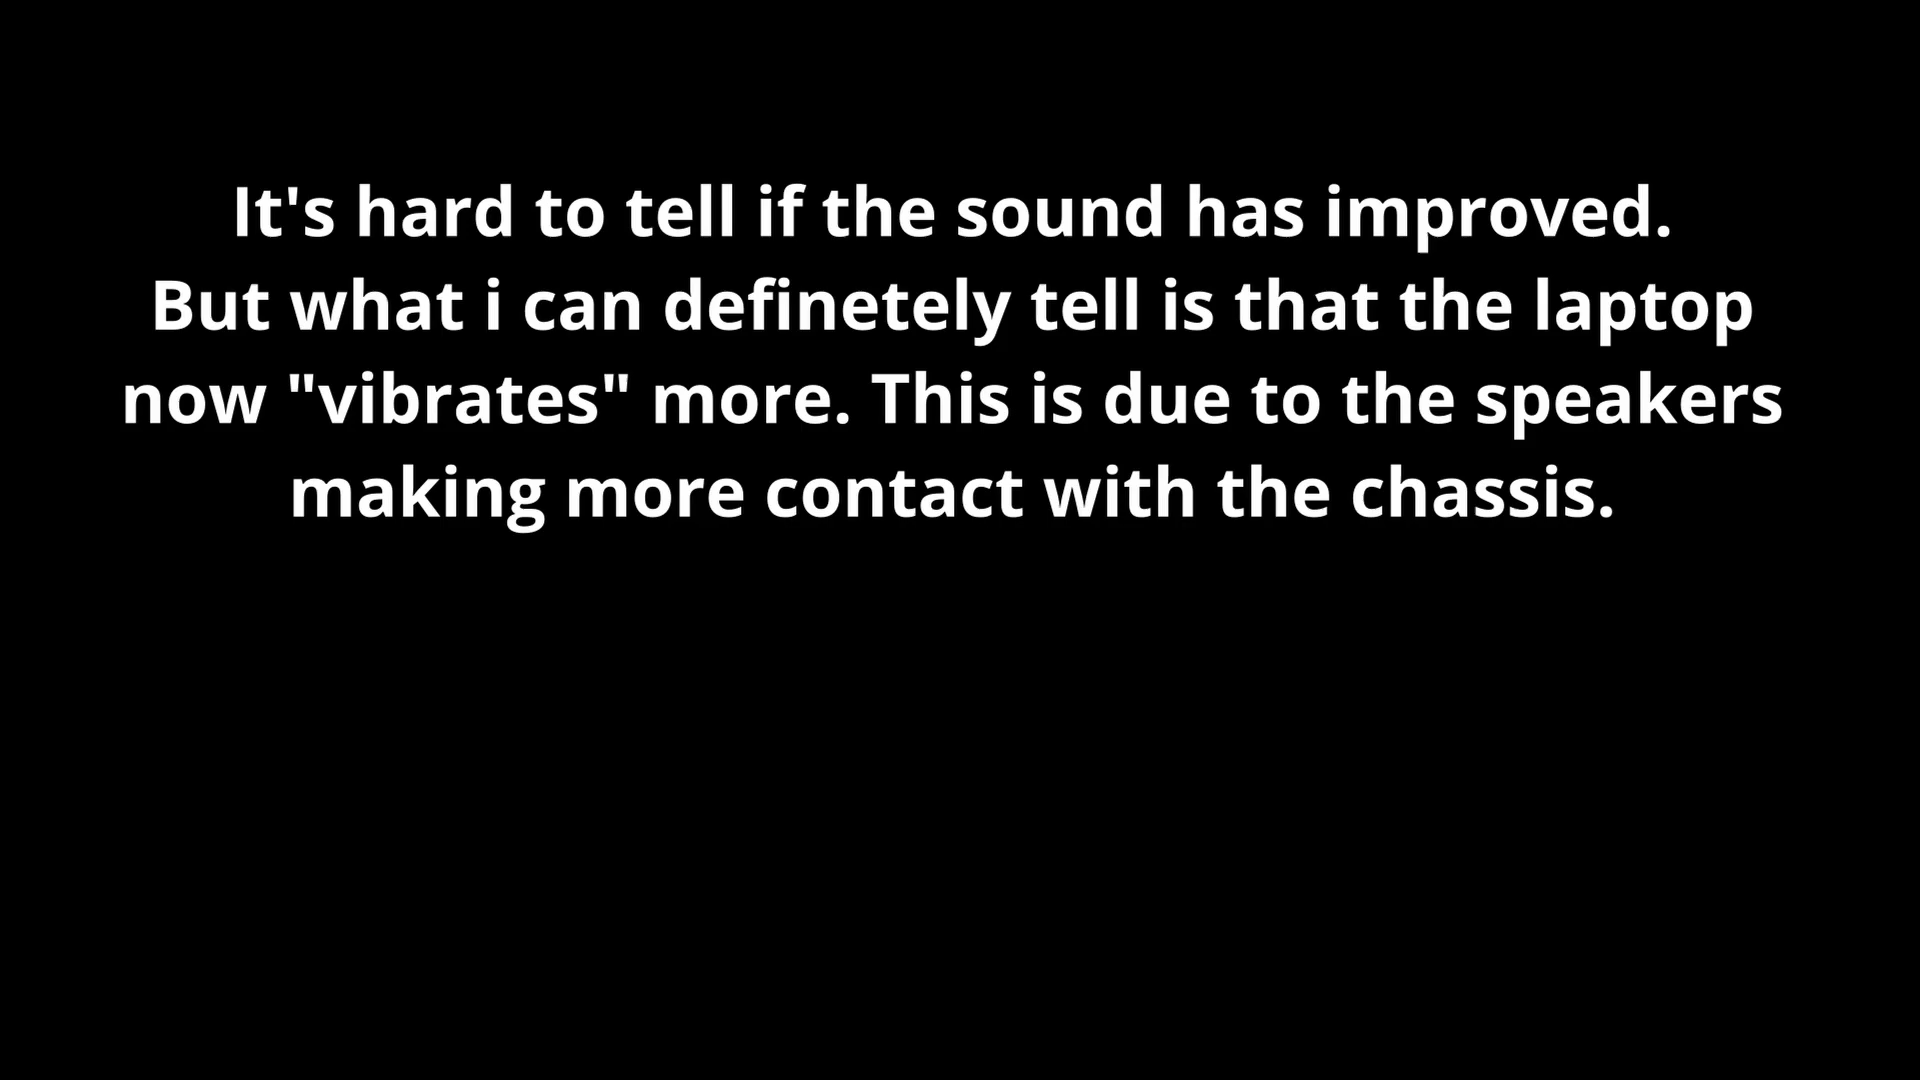 It's hard to tell if the sound has improved.
But what i can definetely tell is that the laptop
now "vibrates" more. This is due to the speakers
making more contact with the chassis.